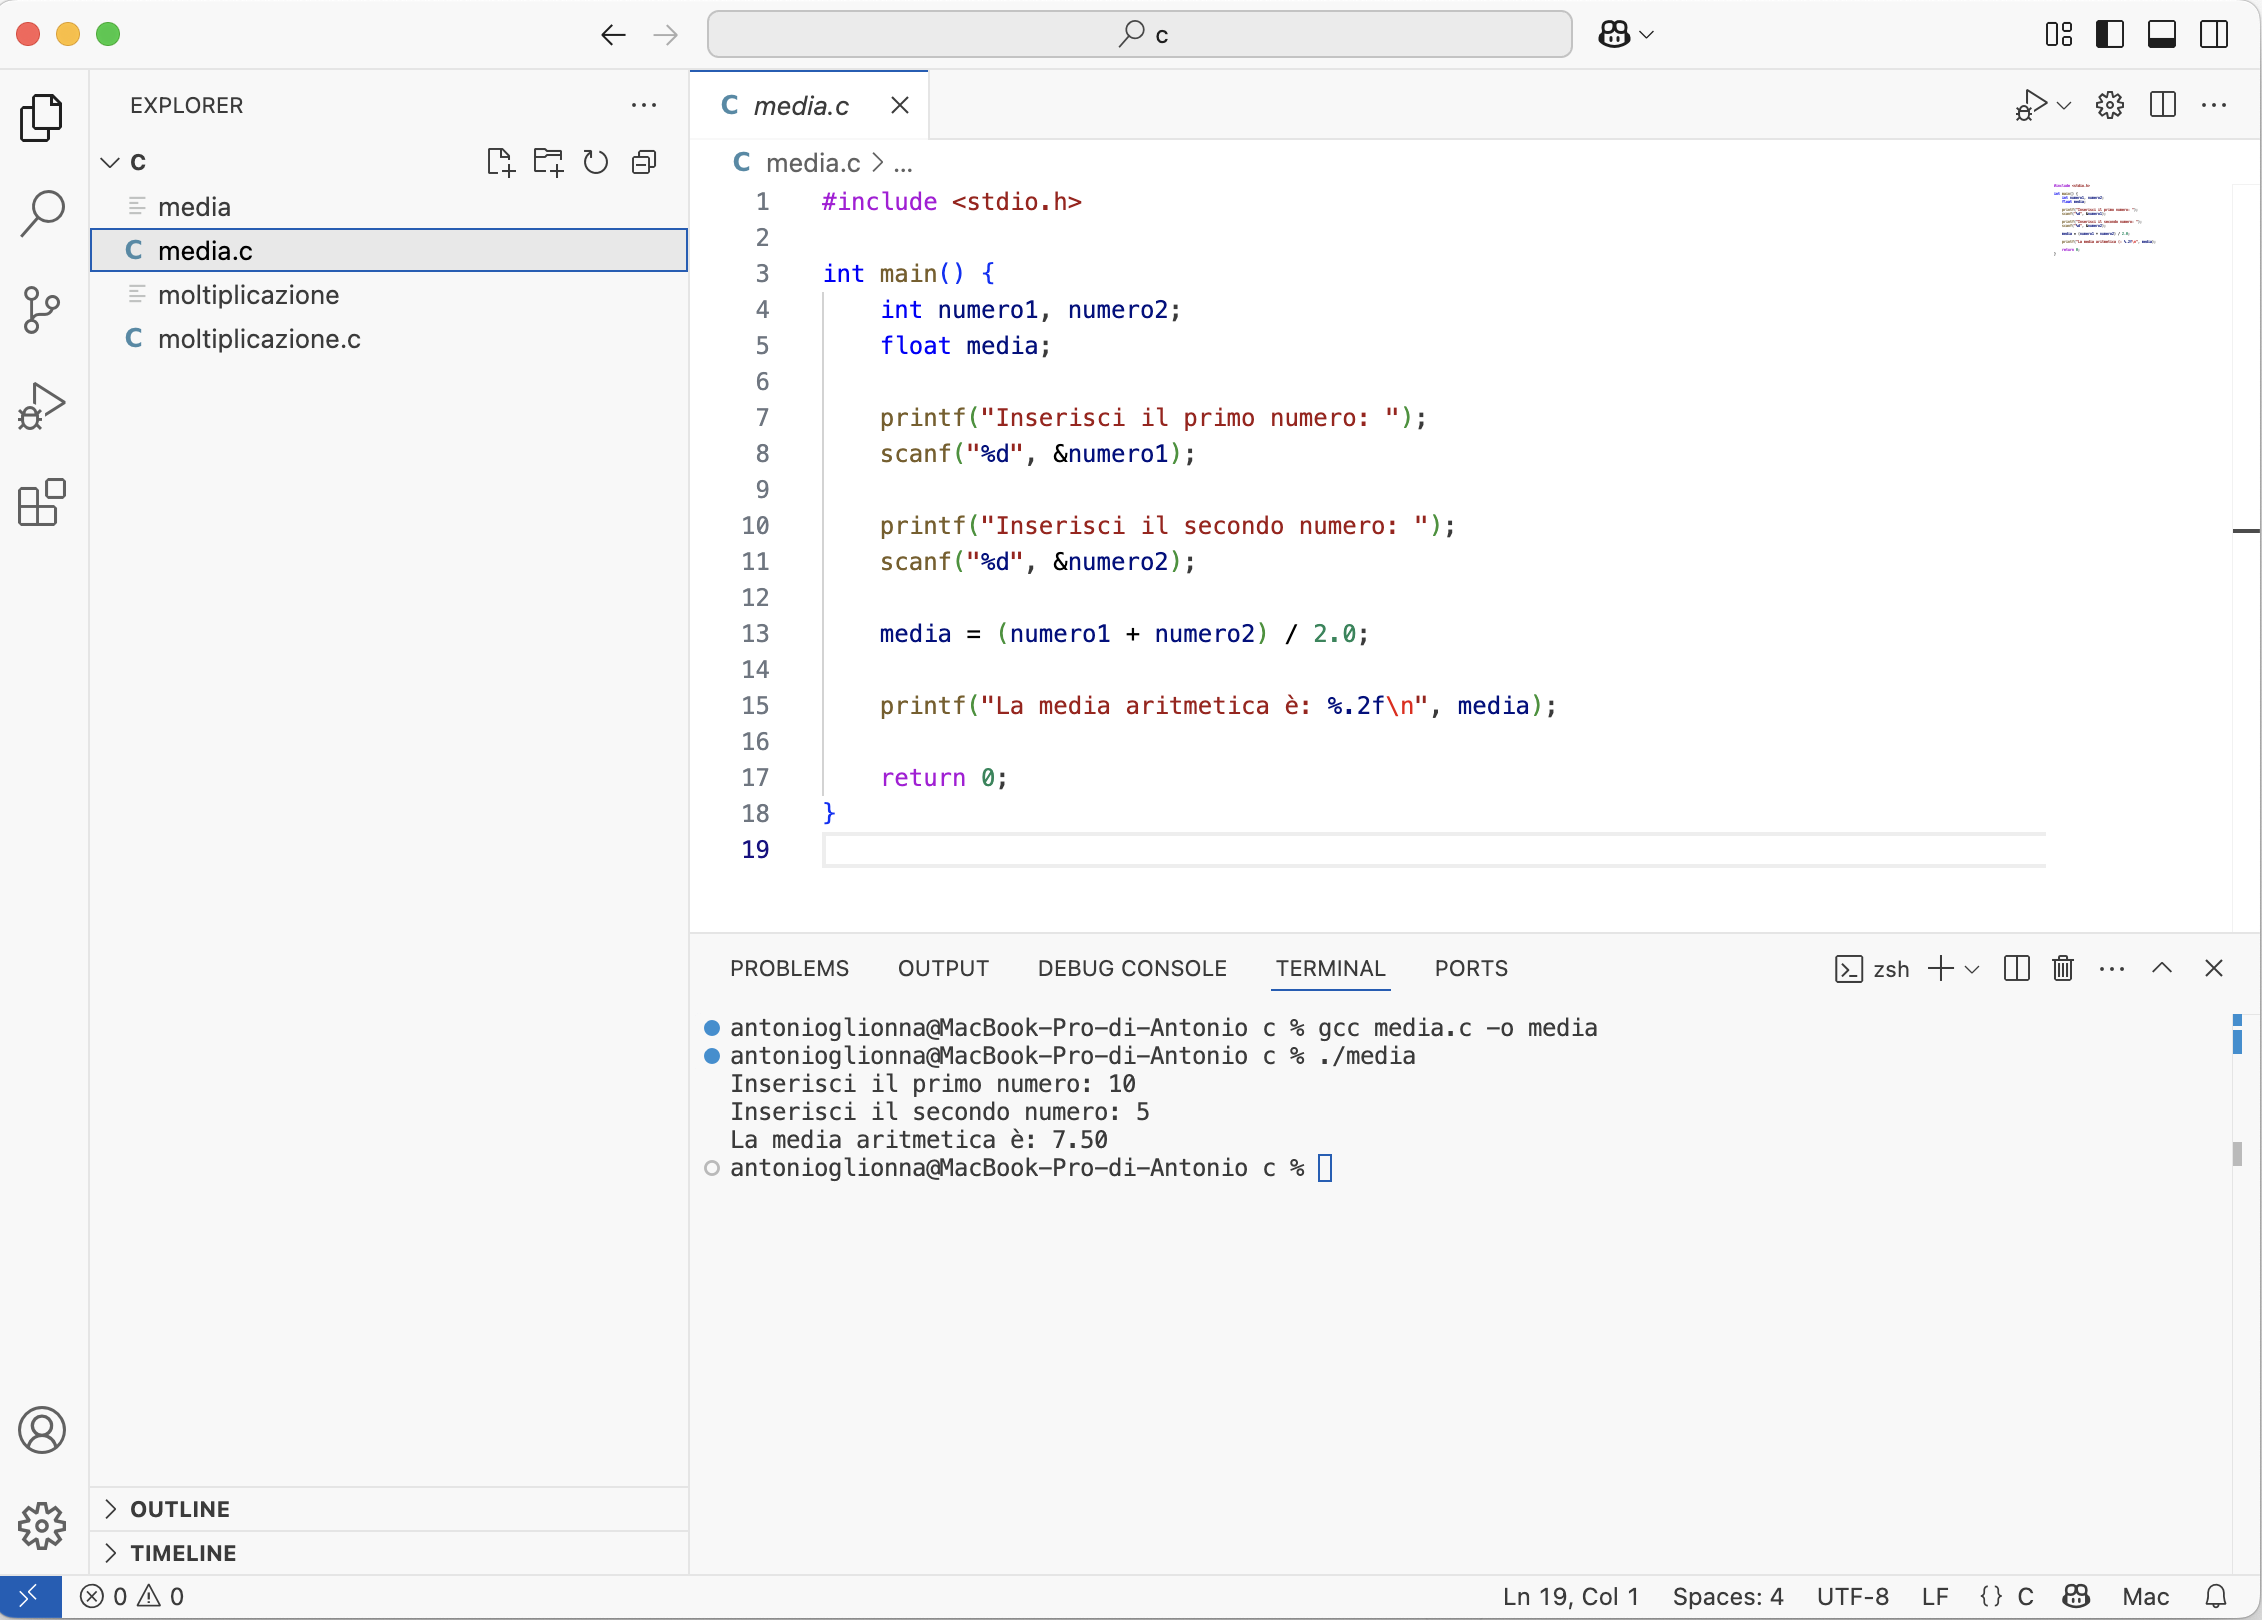 c
EXPLORER
C
media
C media.c
moltiplicazione
C moltiplicazione.c
OUTLINE
TIMELINE
C media.c
C media.c > ...
1 #include <stdio.h>
2
3 int main() {
4 int numero1, numero2;
5 float media;
6
7 printf("Inserisci il primo numero: ");
8 scanf("%d", &numero1);
9
10 printf("Inserisci il secondo numero: ");
11 scanf("%d", &numero2);
12
13 media = (numero1 + numero2) / 2.0;
14
15 printf("La media aritmetica è: %.2f\n", media);
16
17 return 0;
18 }
19
PROBLEMS OUTPUT DEBUG CONSOLE TERMINAL PORTS zsh
antonioglionna@MacBook-Pro-di-Antonio c % gcc media.c -o media
antonioglionna@MacBook-Pro-di-Antonio c % ./media
Inserisci il primo numero: 10
Inserisci il secondo numero: 5
La media aritmetica è: 7.50
antonioglionna@MacBook-Pro-di-Antonio c %
0 0 Ln 19, Col 1 Spaces: 4 UTF-8 LF {} C Mac